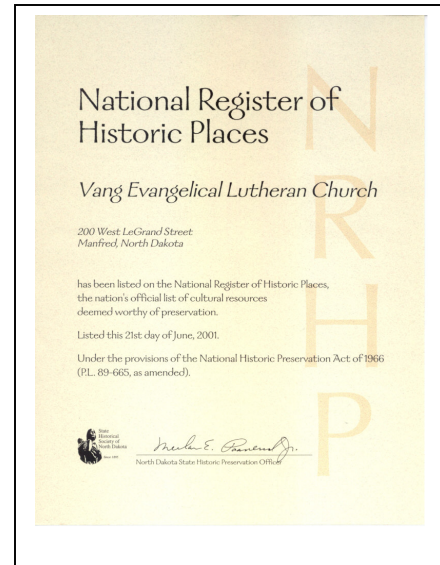 National Register of
Historic Places
Vang Evangelical Lutheran Church
200 West LeGrand Street
Manfred, North Dakota
has been listed on the National Register of Historic Places,
the nation's official list of cultural resources
deemed worthy of preservation.
Listed this 21st day of June, 2001.
Under the provisions of the National Historic Preservation Act of 1966
(P.L. 89-665, as amended).
State
Historical
Society of
North Dakota
North Dakota State Historic Preservation Officer
N
R
H
P